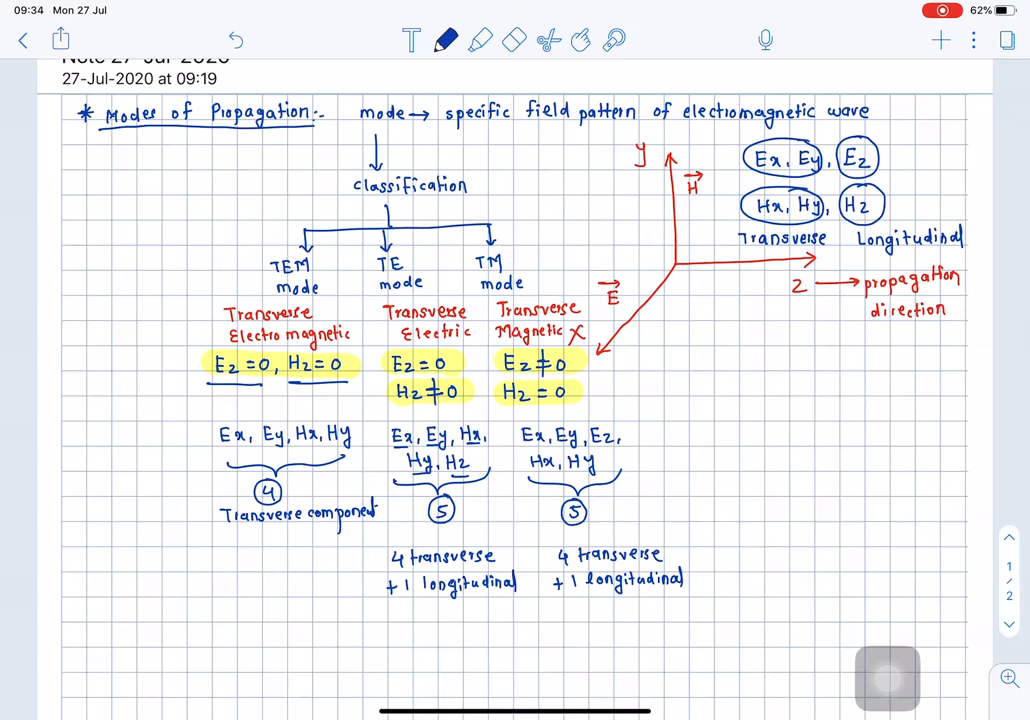 09:34 Mon 27 Jul
62%
T
Note 27-Jul-2020
27-Jul-2020 at 09:19
* Modes of Propagation:- mode → specific field pattern of electromagnetic wave
classification
TEM mode
TE mode
TM mode
Transverse Electromagnetic
Transverse Electric
Transverse Magnetic
Ez = 0, Hz = 0
Ez = 0
Hz ≠ 0
Ez ≠ 0
Hz = 0
Ex, Ey, Hx, Hy
4
Transverse component
Ex, Ey, Hx,
Hy, Hz
5
4 transverse
+ 1 longitudinal
Ex, Ey, Ez,
Hx, Hy
5
4 transverse
+ 1 longitudinal
y
H
E
X
Z → propagation
direction
Ex, Ey, Ez
Hx, Hy, Hz
Transverse Longitudinal
1
/
2